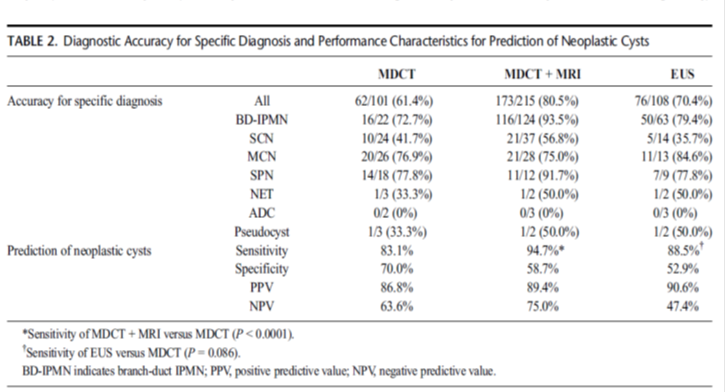 TABLE 2. Diagnostic Accuracy for Specific Diagnosis and Performance Characteristics for Prediction of Neoplastic Cysts
MDCT MDCT + MRI EUS
Accuracy for specific diagnosis All 62/101 (61.4%) 173/215 (80.5%) 76/108 (70.4%)
BD-IPMN 16/22 (72.7%) 116/124 (93.5%) 50/63 (79.4%)
SCN 10/24 (41.7%) 21/37 (56.8%) 5/14 (35.7%)
MCN 20/26 (76.9%) 21/28 (75.0%) 11/13 (84.6%)
SPN 14/18 (77.8%) 11/12 (91.7%) 7/9 (77.8%)
NET 1/3 (33.3%) 1/2 (50.0%) 1/2 (50.0%)
ADC 0/2 (0%) 0/3 (0%) 0/3 (0%)
Pseudocyst 1/3 (33.3%) 1/2 (50.0%) 1/2 (50.0%)
Prediction of neoplastic cysts Sensitivity 83.1% 94.7%* 88.5%†
Specificity 70.0% 58.7% 52.9%
PPV 86.8% 89.4% 90.6%
NPV 63.6% 75.0% 47.4%
*Sensitivity of MDCT + MRI versus MDCT (P < 0.0001).
†Sensitivity of EUS versus MDCT (P = 0.086).
BD-IPMN indicates branch-duct IPMN; PPV, positive predictive value; NPV, negative predictive value.